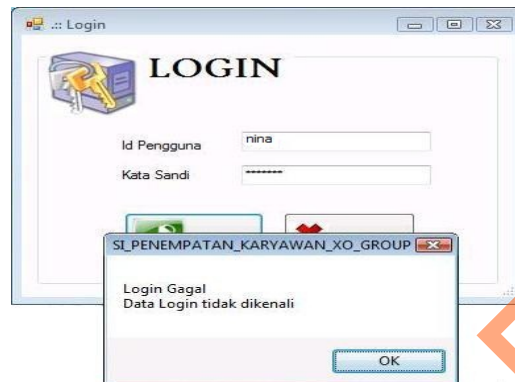 .:: Login
LOGIN
Id Pengguna nina
Kata Sandi *******
SI_PENEMPATAN_KARYAWAN_XO_GROUP
Login Gagal
Data Login tidak dikenali
OK